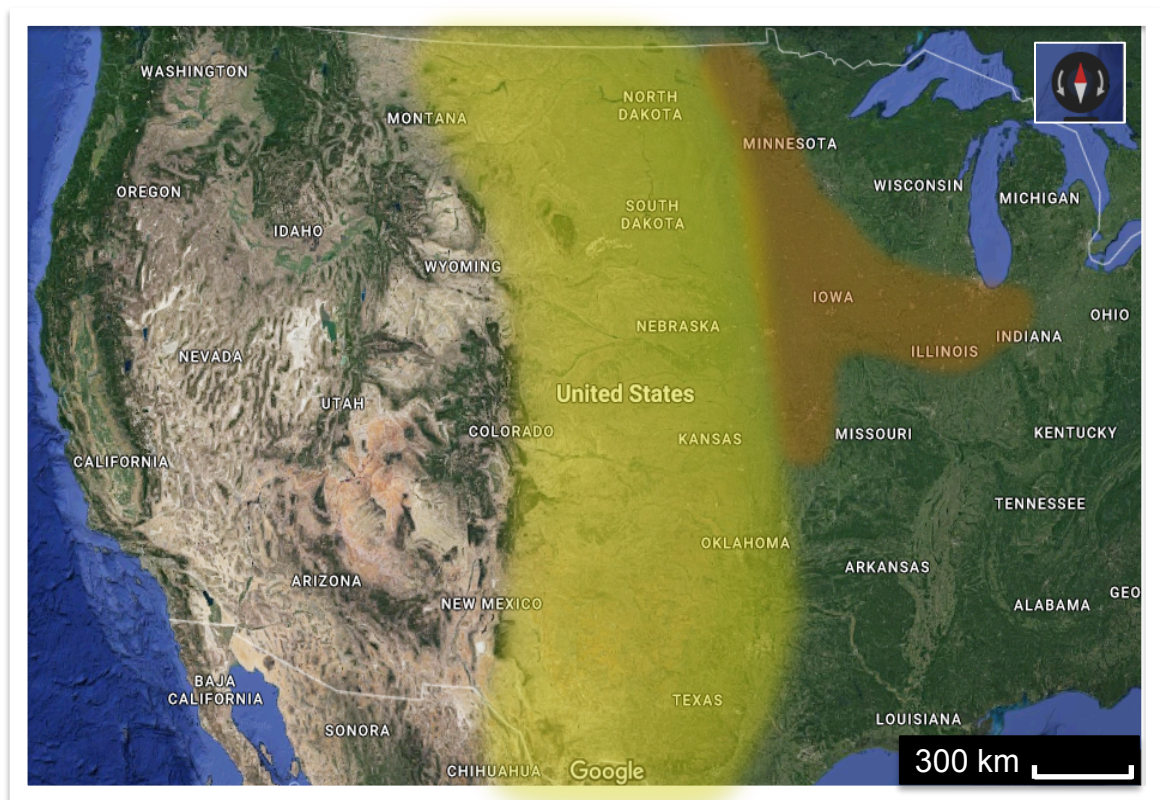 WASHINGTON
MONTANA
NORTH
DAKOTA
MINNESOTA
OREGON
IDAHO
WISCONSIN
MICHIGAN
SOUTH
DAKOTA
WYOMING
IOWA
OHIO
NEBRASKA
INDIANA
ILLINOIS
NEVADA
UTAH
United States
COLORADO
KANSAS
MISSOURI
KENTUCKY
CALIFORNIA
TENNESSEE
OKLAHOMA
ARKANSAS
ARIZONA
NEW MEXICO
GEO
ALABAMA
BAJA
CALIFORNIA
TEXAS
SONORA
LOUISIANA
CHIHUAHUA
Google
300 km